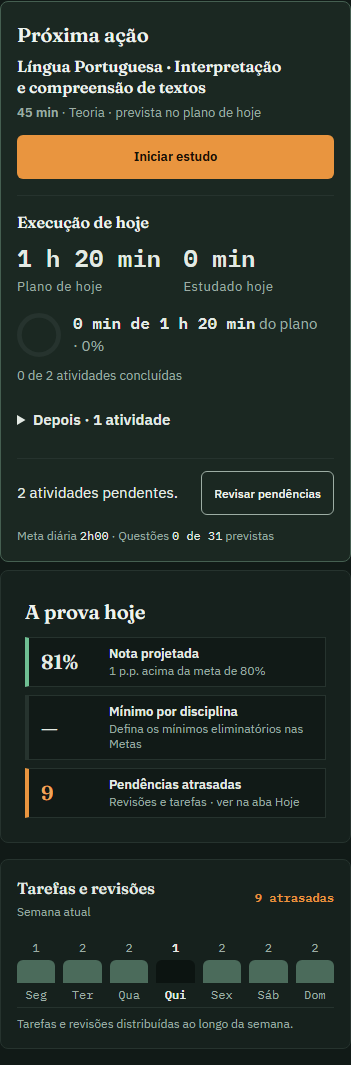 Próxima ação
Língua Portuguesa · Interpretação
e compreensão de textos
45 min · Teoria · prevista no plano de hoje
Iniciar estudo
Execução de hoje
1 h 20 min 0 min
Plano de hoje Estudado hoje
0 min de 1 h 20 min do plano
· 0%
0 de 2 atividades concluídas
Depois · 1 atividade
2 atividades pendentes. Revisar pendências
Meta diária 2h00 · Questões 0 de 31 previstas
A prova hoje
81% Nota projetada
1 p.p. acima da meta de 80%
— Mínimo por disciplina
Defina os mínimos eliminatórios nas
Metas
9 Pendências atrasadas
Revisões e tarefas · ver na aba Hoje
Tarefas e revisões
9 atrasadas
Semana atual
1 2 2 1 2 2 2
Seg Ter Qua Qui Sex Sáb Dom
Tarefas e revisões distribuídas ao longo da semana.